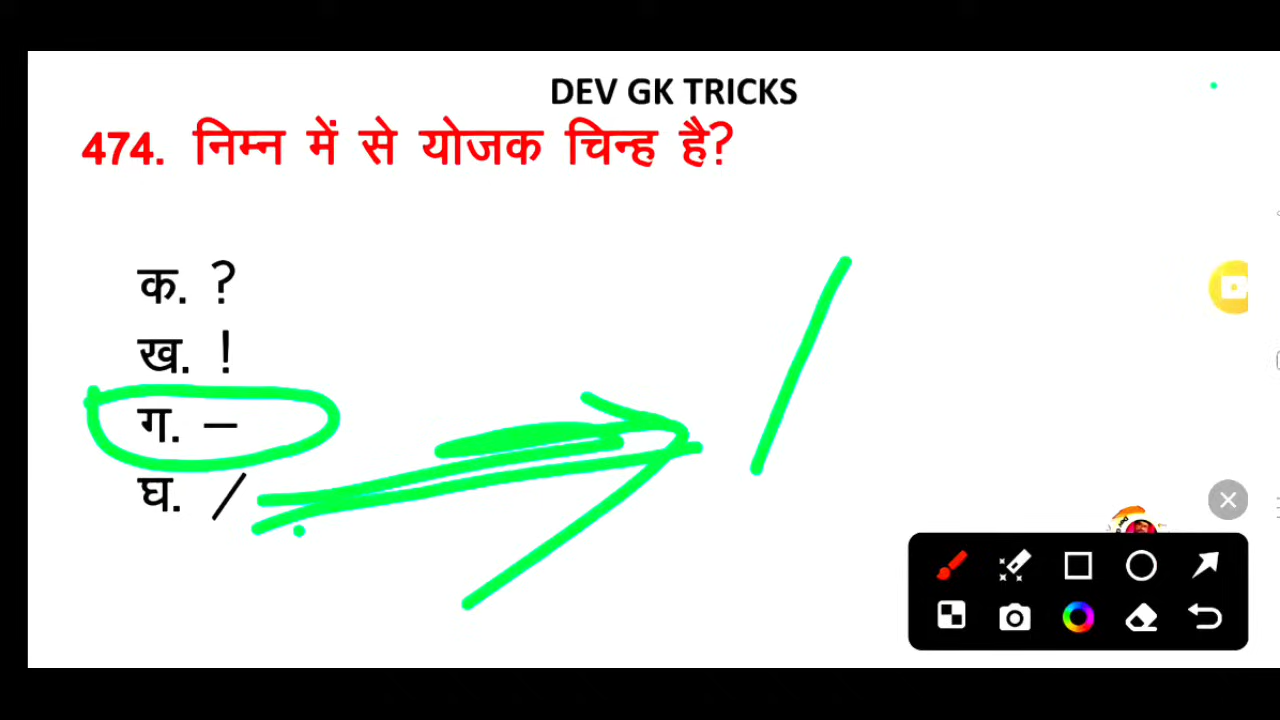 DEV GK TRICKS
474. निम्न में से योजक चिन्ह है?
क. ?
ख. !
ग. –
घ. /